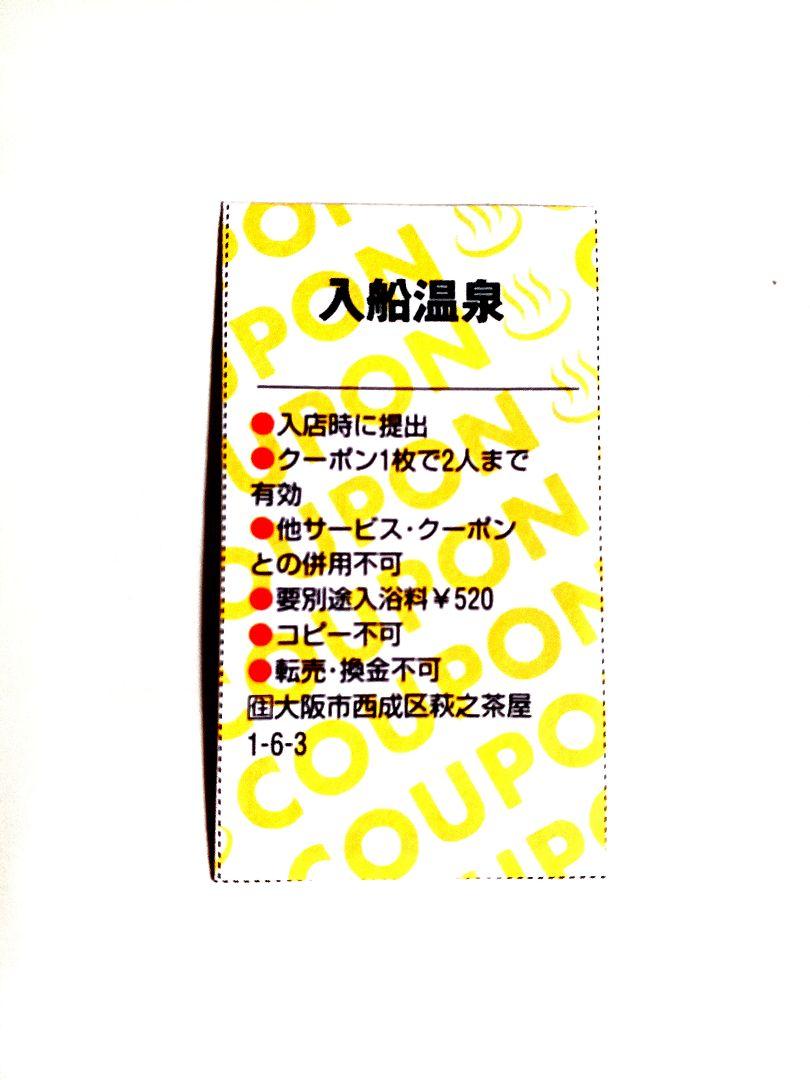 入船温泉
●入店時に提出
●クーポン1枚で2人まで
有効
●他サービス・クーポン
との併用不可
●要別途入浴料￥520
●コピー不可
●転売・換金不可
住大阪市西成区萩之茶屋
1-6-3
COUPON
COUPON
COUPON
COUPON
COUPON
COUPON
COUPON